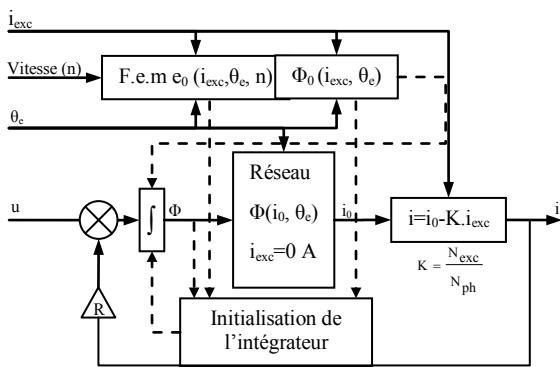 i_exc
Vitesse (n)
F.e.m e_0 (i_exc,θ_e, n)
Φ_0 (i_exc, θ_e)
θ_e
u
∫
Φ
Réseau
Φ(i_0, θ_e)
i_exc=0 A
i_0
i=i_0-K.i_exc
i
K = N_exc / N_ph
R
Initialisation de
l'intégrateur